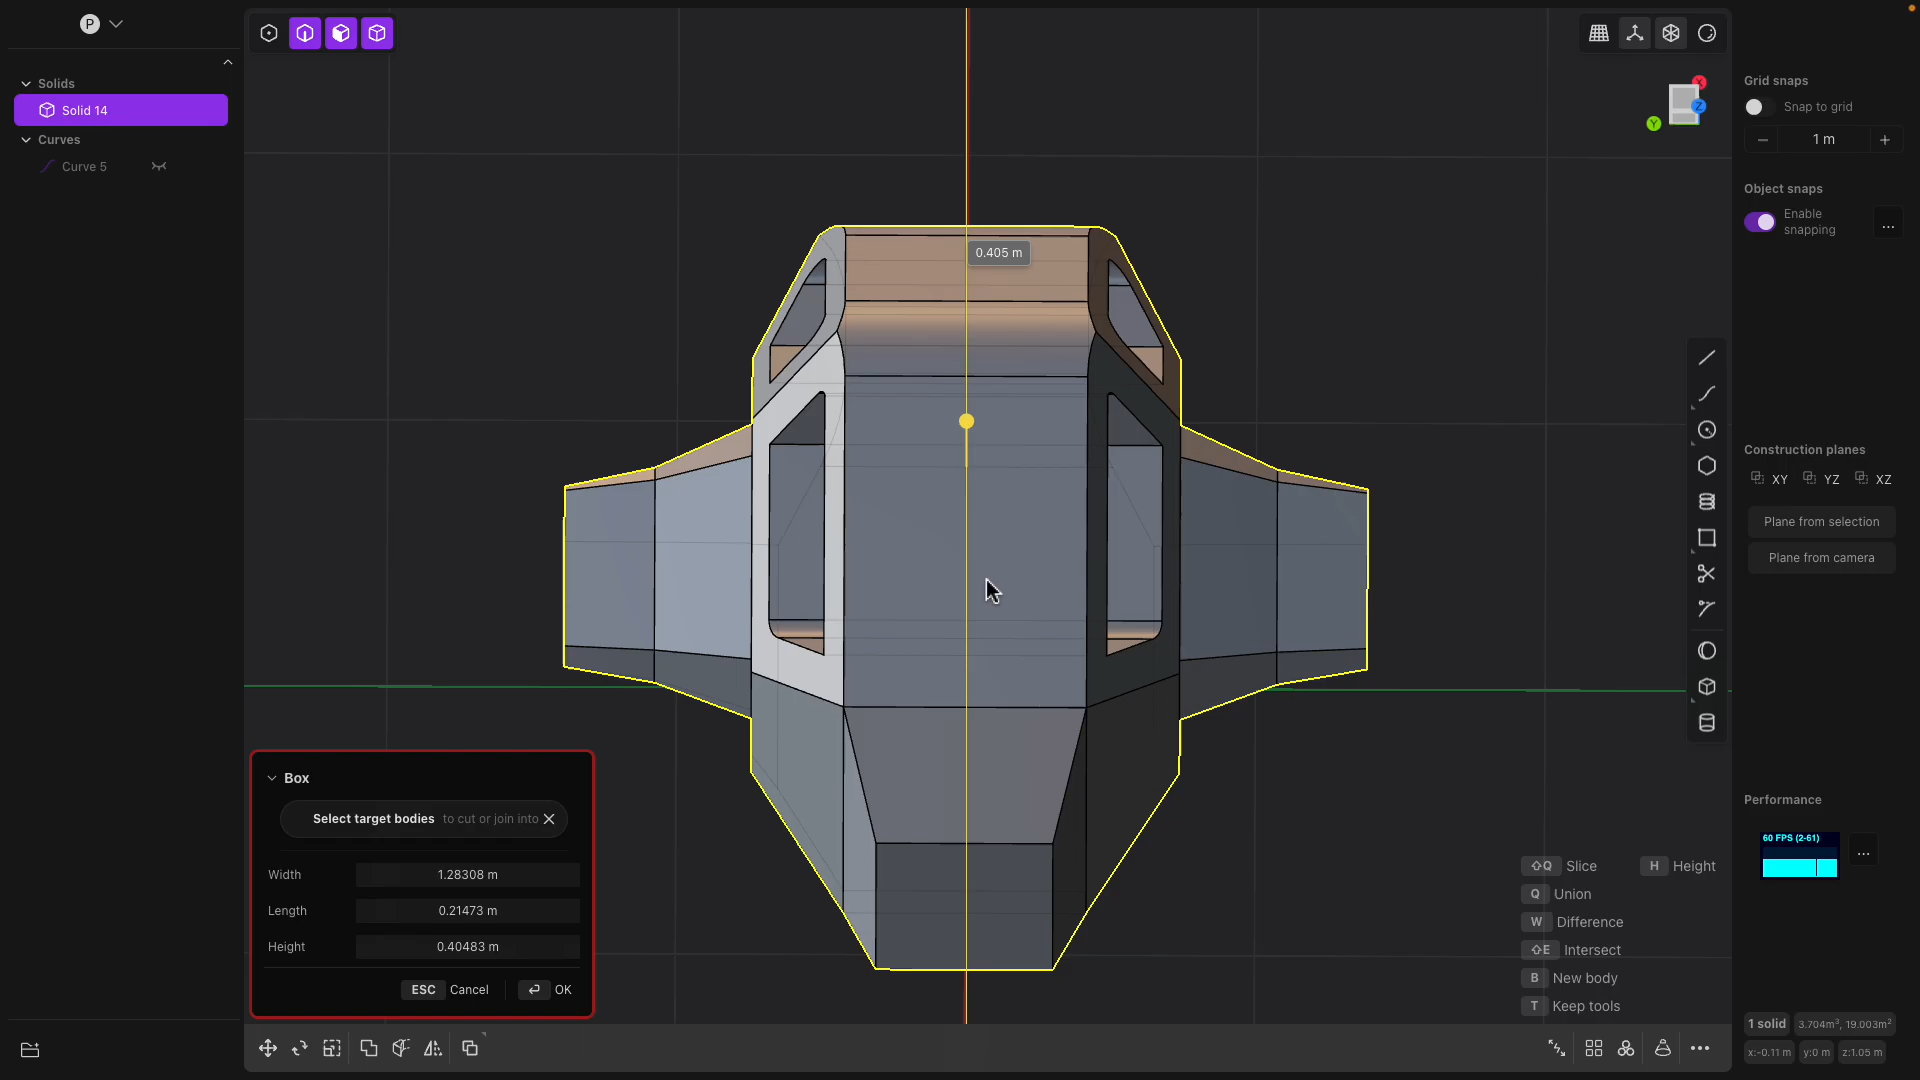 P
Solids
Solid 14
Curves
Curve 5
0.405 m
X
Z
Y
Grid snaps
Snap to grid
1 m
Object snaps
Enable
snapping
...
Construction planes
XY
YZ
XZ
Plane from selection
Plane from camera
Performance
60 FPS (2-61)
...
Box
Select target bodies to cut or join into
Width 1.28308 m
Length 0.21473 m
Height 0.40483 m
ESC Cancel OK
⇧Q Slice H Height
Q Union
W Difference
⇧E Intersect
B New body
T Keep tools
1 solid 3.704m³, 19.003m²
x:-0.11 m y:0 m z:1.05 m